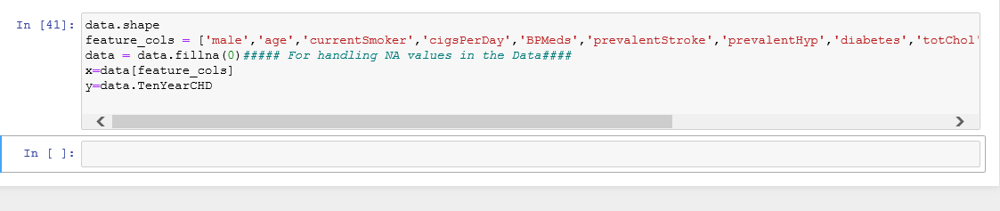 In [41]: data.shape
feature_cols = ['male','age','currentSmoker','cigsPerDay','BPMeds','prevalentStroke','prevalentHyp','diabetes','totChol'
data = data.fillna(0)##### For handling NA values in the Data####
x=data[feature_cols]
y=data.TenYearCHD
In [ ]: